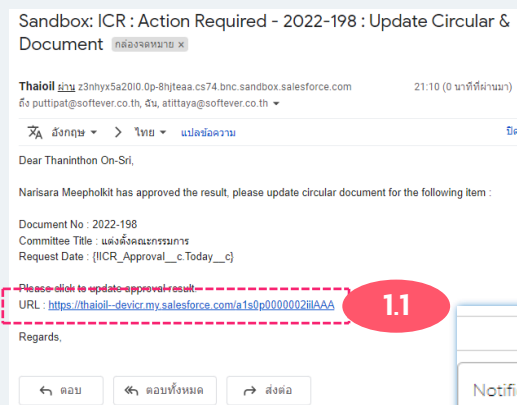 Sandbox: ICR : Action Required - 2022-198 : Update Circular &
Document กล่องจดหมาย ×
Thaioil ผ่าน z3nhyx5a20l0.0p-8hjteaa.cs74.bnc.sandbox.salesforce.com 21:10 (0 นาทีที่ผ่านมา)
ถึง puttipat@softever.co.th, ฉัน, atittaya@softever.co.th
อังกฤษ > ไทย แปลข้อความ
Dear Thaninthon On-Sri,
Narisara Meepholkit has approved the result, please update circular document for the following item :
Document No : 2022-198
Committee Title : แต่งตั้งคณะกรรมการ
Request Date : {!ICR_Approval__c.Today__c}
Please click to update approval result.
URL : https://thaioil--devicr.my.salesforce.com/a1s0p0000002iilAAA
1.1
Regards,
ตอบ ตอบทั้งหมด ส่งต่อ